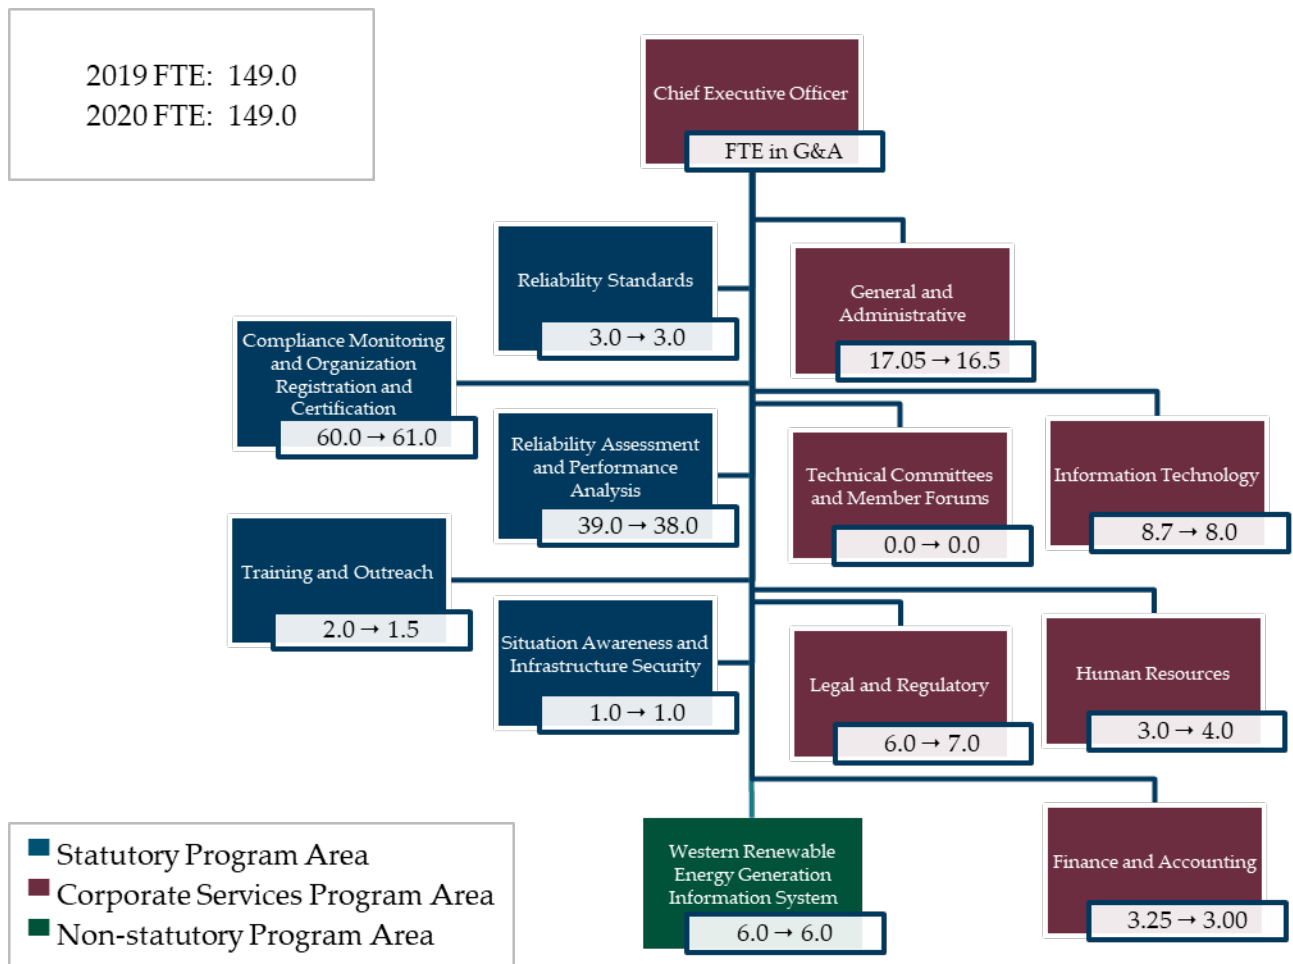 2019 FTE: 149.0
2020 FTE: 149.0
Chief Executive Officer
FTE in G&A
Reliability Standards
3.0 → 3.0
General and
Administrative
17.05 → 16.5
Compliance Monitoring
and Organization
Registration and
Certification
60.0 → 61.0
Reliability Assessment
and Performance
Analysis
39.0 → 38.0
Technical Committees
and Member Forums
0.0 → 0.0
Information Technology
8.7 → 8.0
Training and Outreach
2.0 → 1.5
Situation Awareness and
Infrastructure Security
1.0 → 1.0
Legal and Regulatory
6.0 → 7.0
Human Resources
3.0 → 4.0
Western Renewable
Energy Generation
Information System
6.0 → 6.0
Finance and Accounting
3.25 → 3.00
Statutory Program Area
Corporate Services Program Area
Non-statutory Program Area